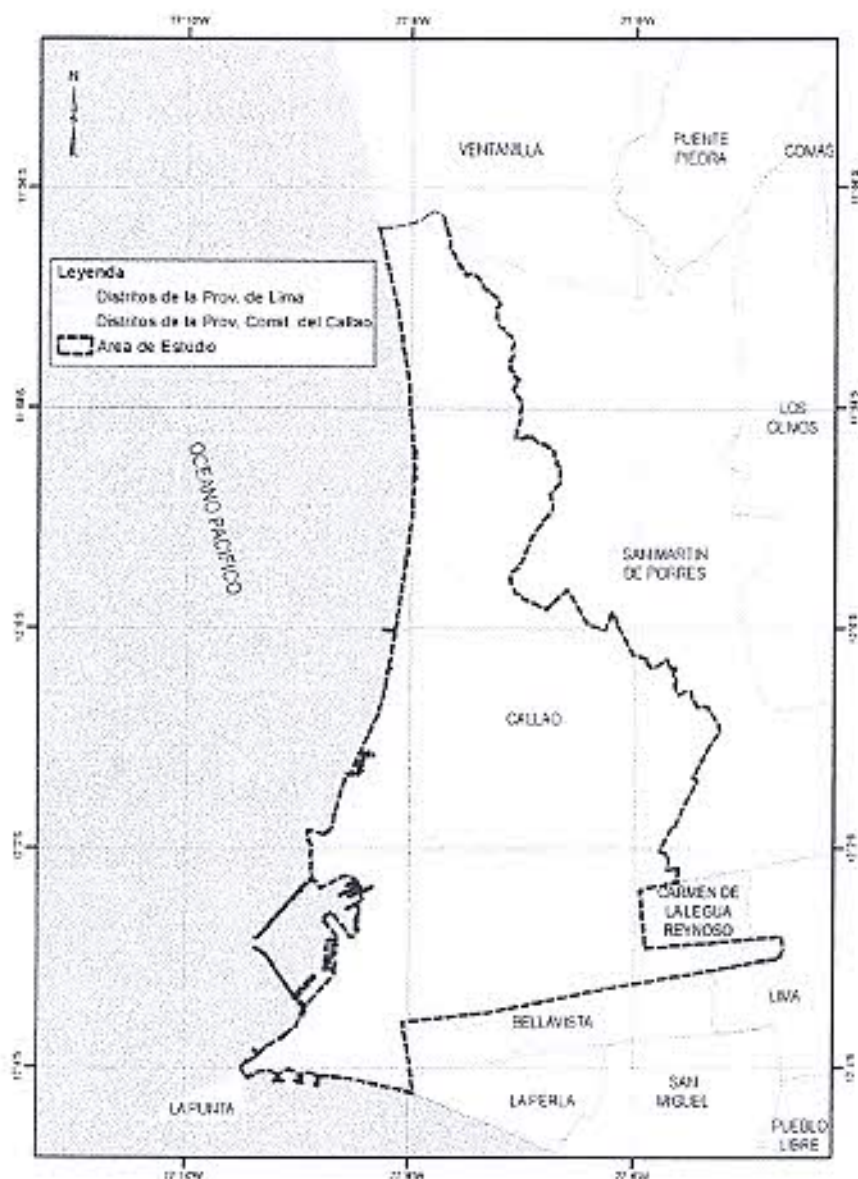 N
VENTANILLA
PUENTE
PIEDRA
COMAS
Leyenda
Distritos de la Prov. de Lima
Distritos de la Prov. Const. del Callao
Área de Estudio
LOS
OLIVOS
OCEANO PACIFICO
SAN MARTIN
DE PORRES
CALLAO
CARMEN DE
LA LEGUA
REYNOSO
LIMA
BELLAVISTA
LA PUNTA
LA PERLA
SAN
MIGUEL
PUEBLO
LIBRE